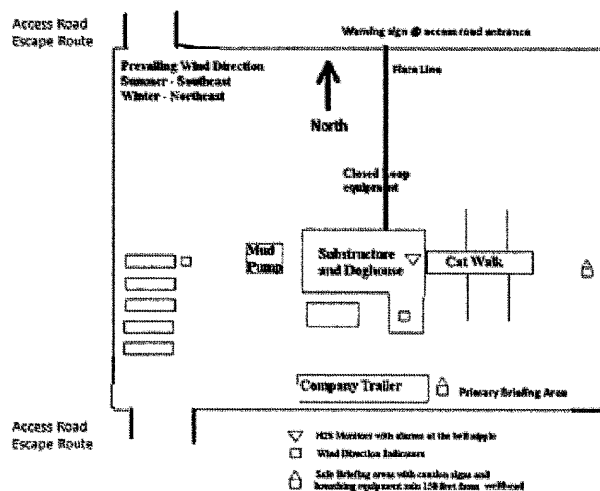 Access Road
Escape Route
Warning sign @ access road entrance
Prevailing Wind Direction
Summer - Southeast
Winter - Northeast
Flare Line
North
Closed Loop
equipment
Mud
Pump
Substructure
and Doghouse
Cat Walk
Company Trailer
Primary Briefing Area
Access Road
Escape Route
H2S Monitors with alarms at the bell nipple
Wind Direction Indicators
Safe Briefing areas with caution signs and
breathing equipment min 150 feet from wellhead